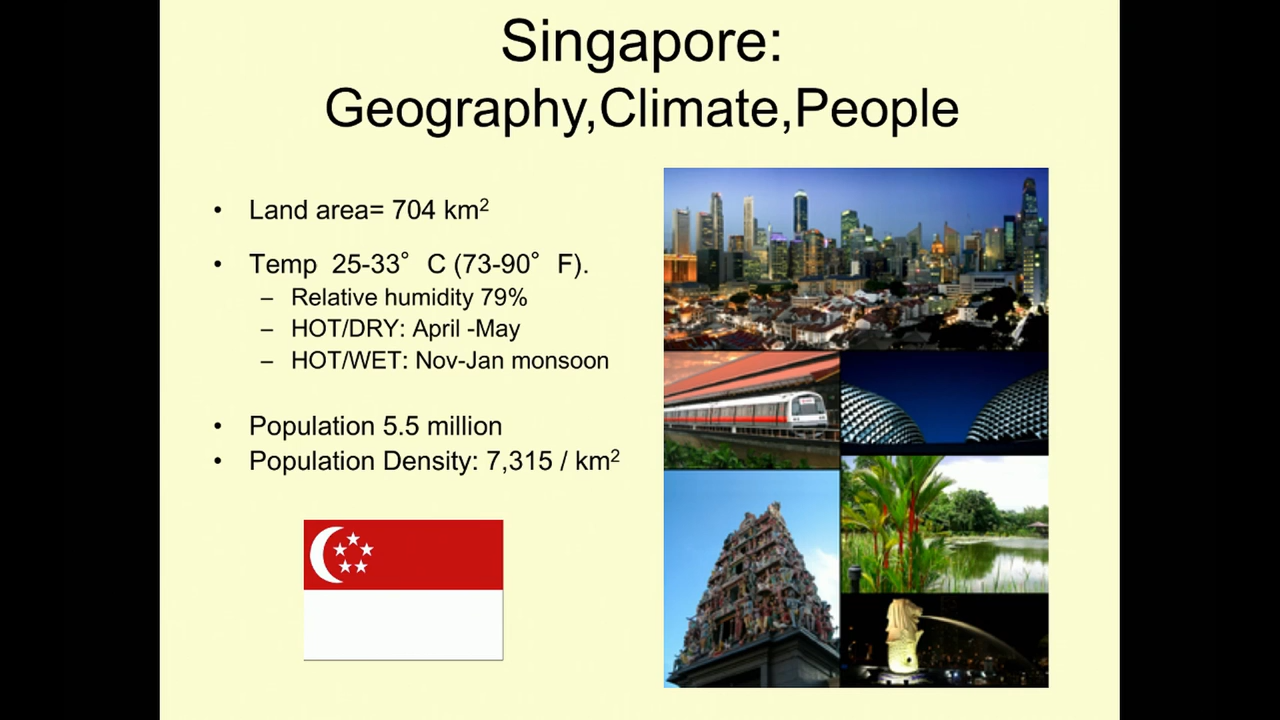 Singapore:
Geography,Climate,People
• Land area= 704 km²
• Temp 25-33° C (73-90° F).
– Relative humidity 79%
– HOT/DRY: April -May
– HOT/WET: Nov-Jan monsoon
• Population 5.5 million
• Population Density: 7,315 / km²